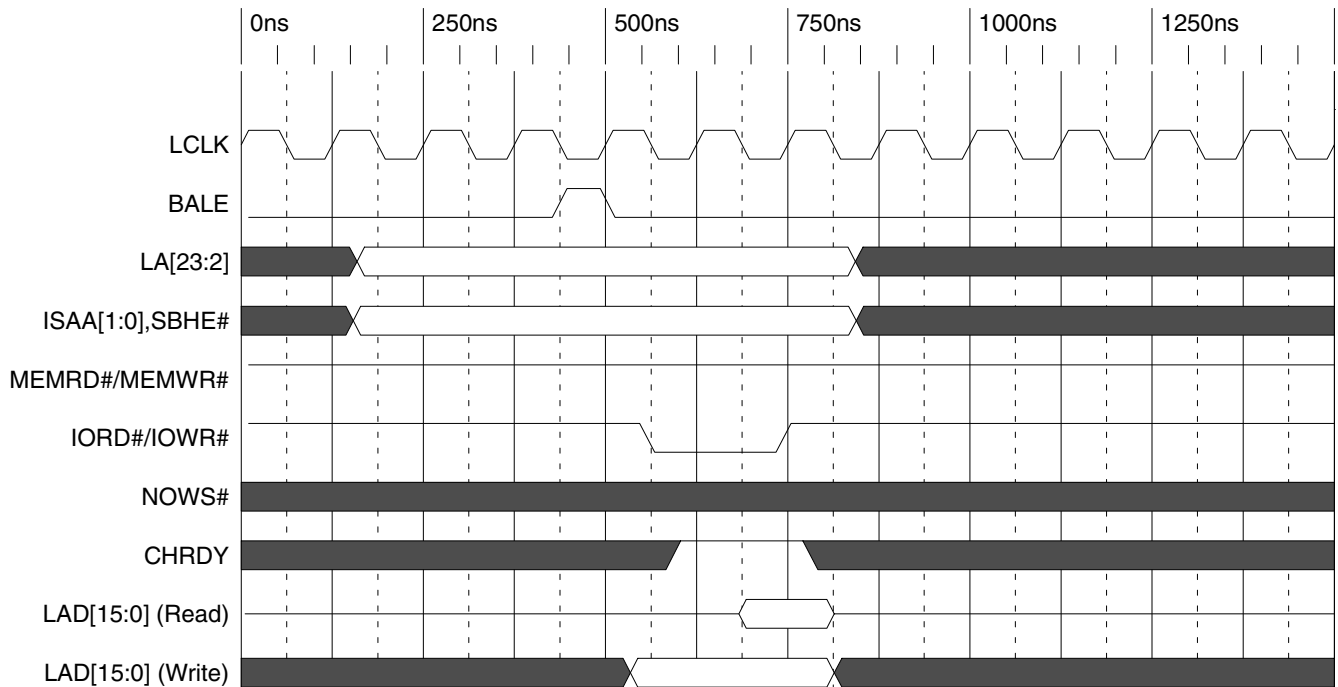 0ns 250ns 500ns 750ns 1000ns 1250ns
LCLK
BALE
LA[23:2]
ISAA[1:0],SBHE#
MEMRD#/MEMWR#
IORD#/IOWR#
NOWS#
CHRDY
LAD[15:0] (Read)
LAD[15:0] (Write)